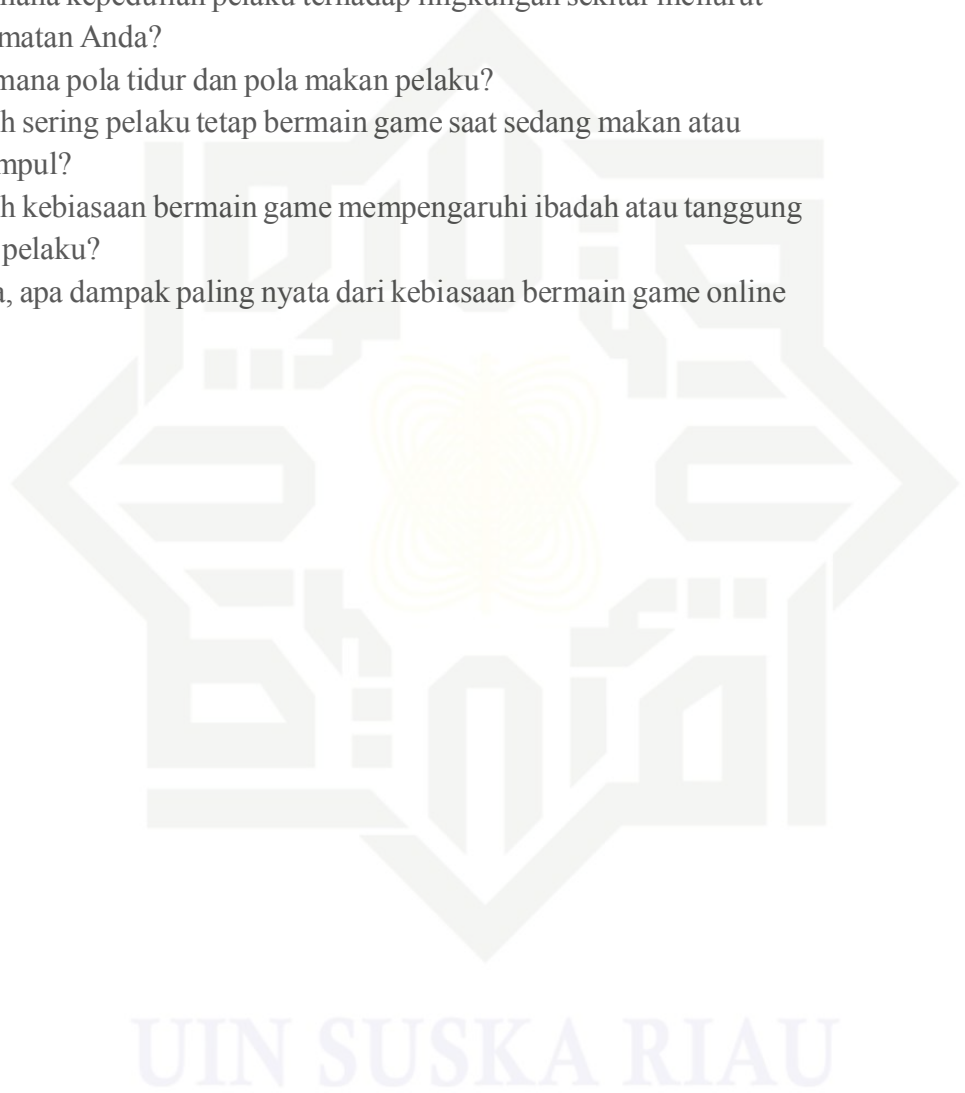 kepedulian pelaku terhadap lingkungan sekitar menurut
matan Anda?
mana pola tidur dan pola makan pelaku?
h sering pelaku tetap bermain game saat sedang makan atau
mpul?
h kebiasaan bermain game mempengaruhi ibadah atau tanggung
pelaku?
a, apa dampak paling nyata dari kebiasaan bermain game online
UIN SUSKA RIAU